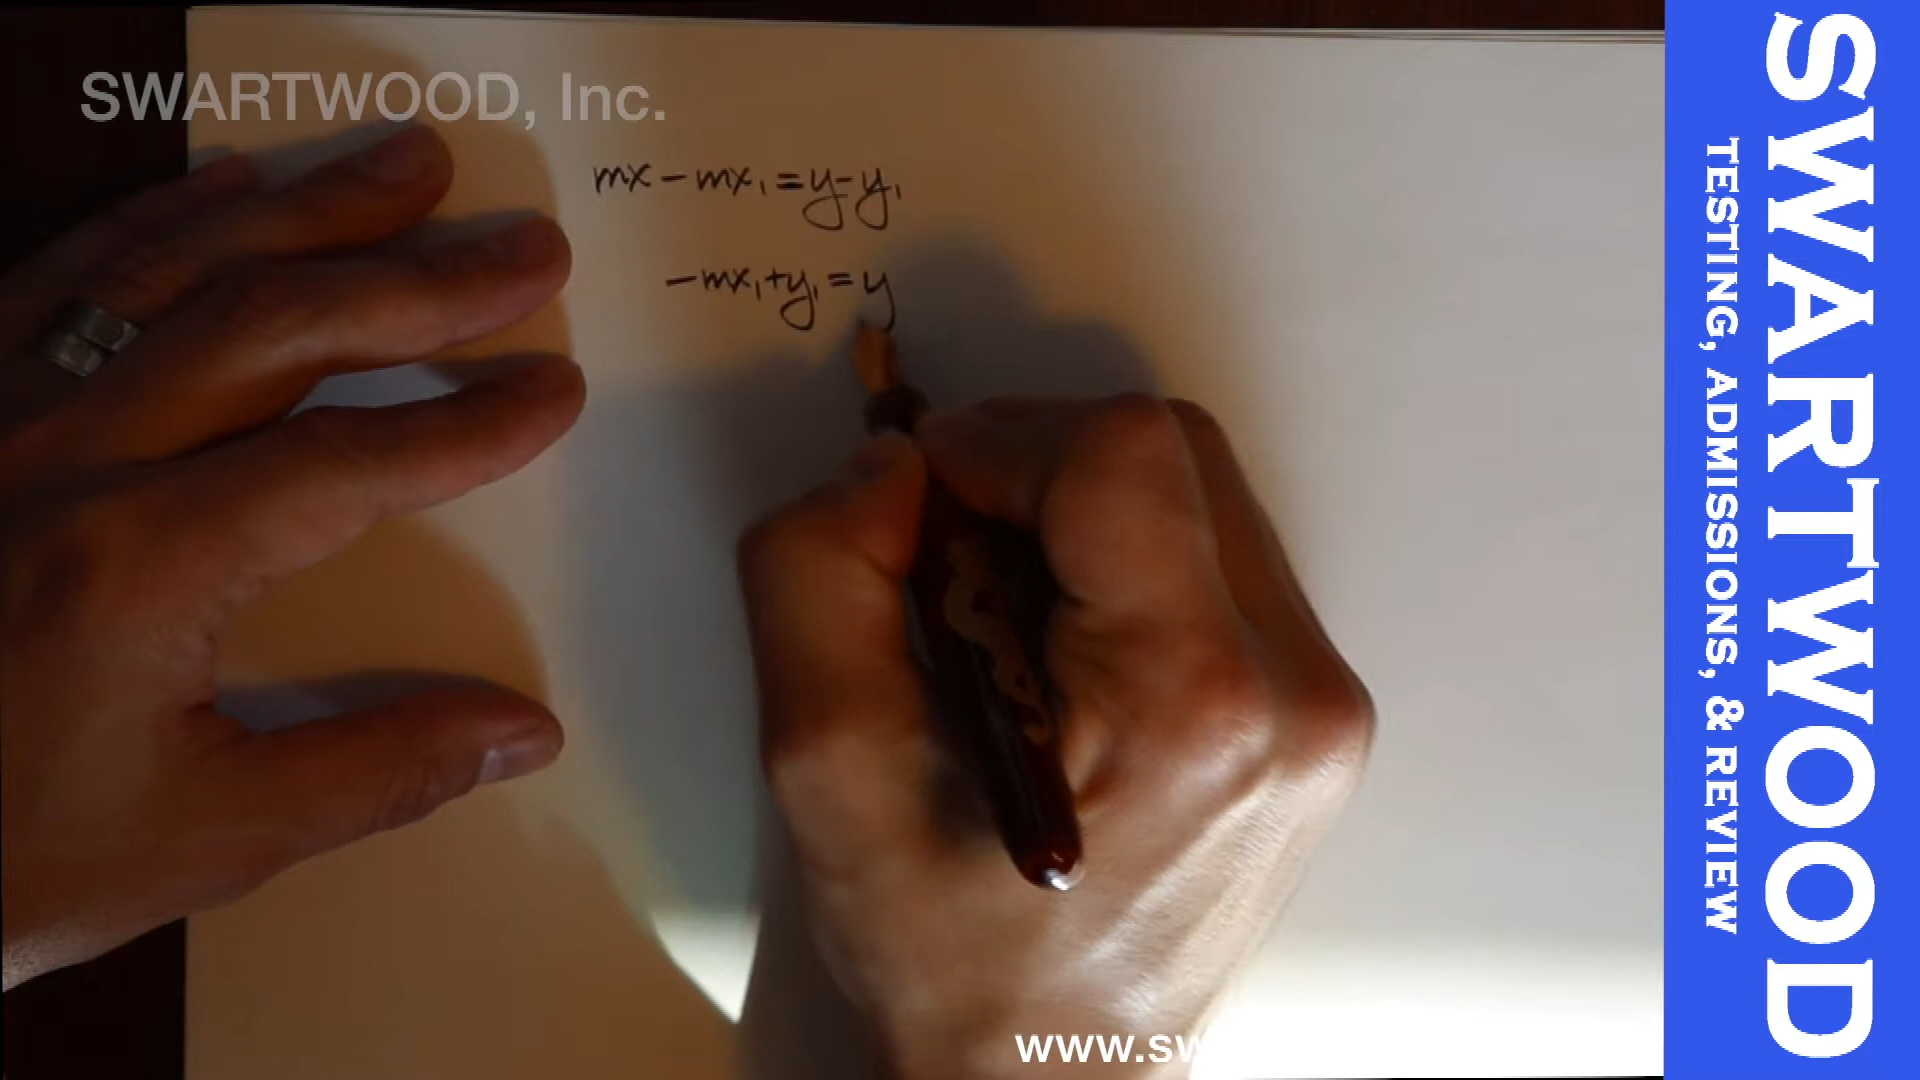 SWARTWOOD, Inc.
mx - mx₁ = y - y₁
- mx₁ + y₁ = y
www.sw
SWARTWOOD
TESTING, ADMISSIONS, & REVIEW